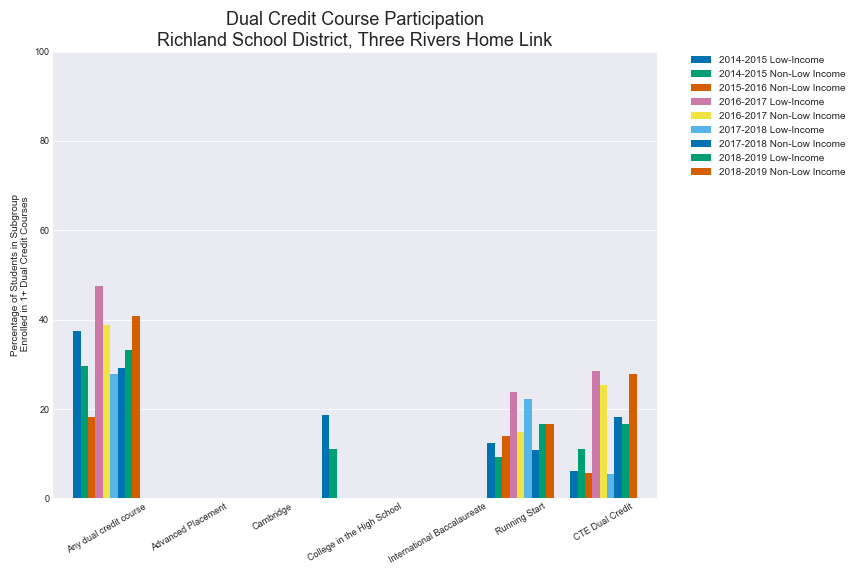 Dual Credit Course Participation
Richland School District, Three Rivers Home Link
Percentage of Students in Subgroup
Enrolled in 1+ Dual Credit Courses
100
80
60
40
20
0
Any dual credit course
Advanced Placement
Cambridge
College in the High School
International Baccalaureate
Running Start
CTE Dual Credit
2014-2015 Low-Income
2014-2015 Non-Low Income
2015-2016 Non-Low Income
2016-2017 Low-Income
2016-2017 Non-Low Income
2017-2018 Low-Income
2017-2018 Non-Low Income
2018-2019 Low-Income
2018-2019 Non-Low Income